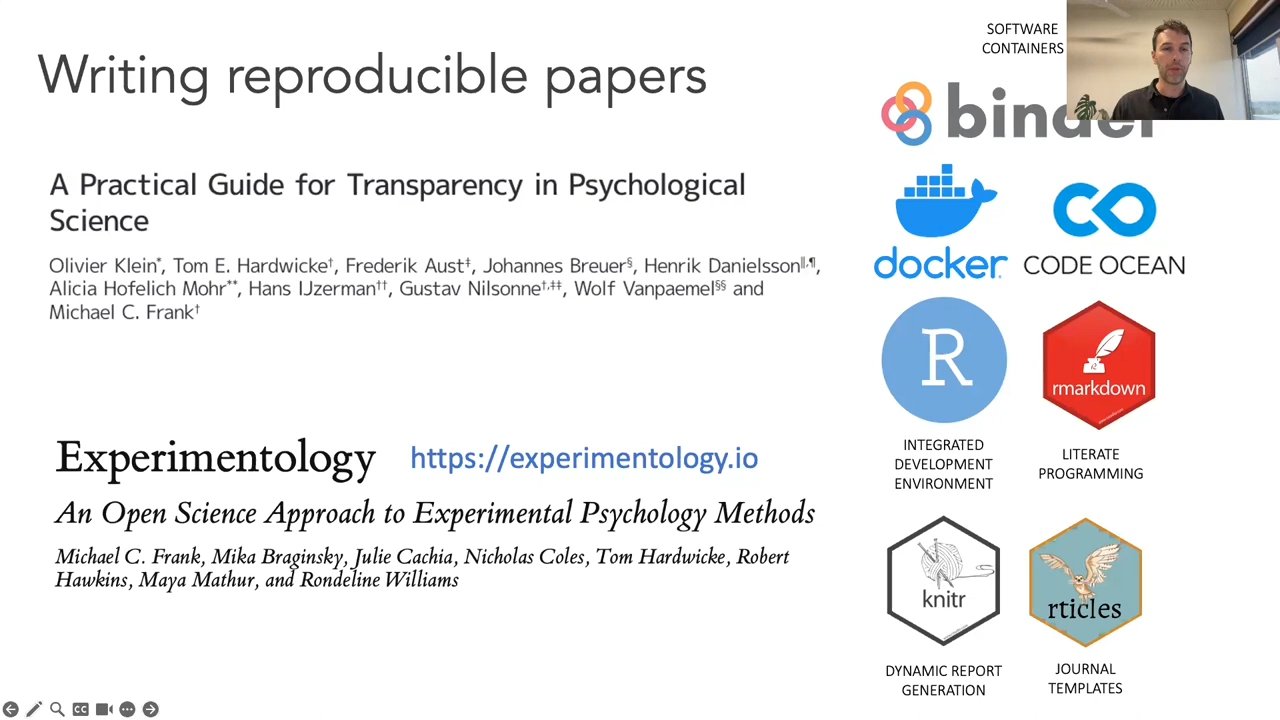 Writing reproducible papers
A Practical Guide for Transparency in Psychological
Science
Olivier Klein*, Tom E. Hardwicke†, Frederik Aust‡, Johannes Breuer§, Henrik Danielsson‖,¶,
Alicia Hofelich Mohr**, Hans IJzerman††, Gustav Nilsonne†,‡‡, Wolf Vanpaemel§§ and
Michael C. Frank†
Experimentology
https://experimentology.io
An Open Science Approach to Experimental Psychology Methods
Michael C. Frank, Mika Braginsky, Julie Cachia, Nicholas Coles, Tom Hardwicke, Robert
Hawkins, Maya Mathur, and Rondeline Williams
SOFTWARE
CONTAINERS
binder
docker
CODE OCEAN
R
rmarkdown
INTEGRATED
DEVELOPMENT
ENVIRONMENT
LITERATE
PROGRAMMING
knitr
rticles
DYNAMIC REPORT
GENERATION
JOURNAL
TEMPLATES
CC